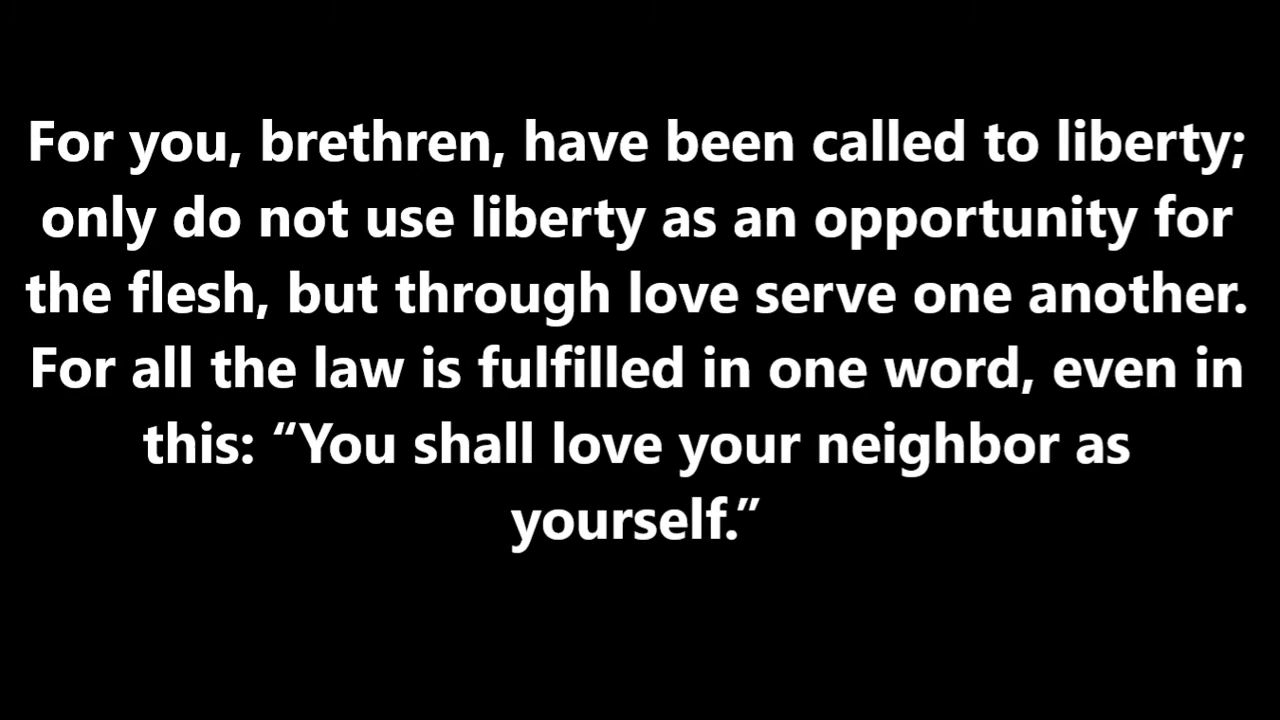 For you, brethren, have been called to liberty;
only do not use liberty as an opportunity for
the flesh, but through love serve one another.
For all the law is fulfilled in one word, even in
this: “You shall love your neighbor as
yourself.”